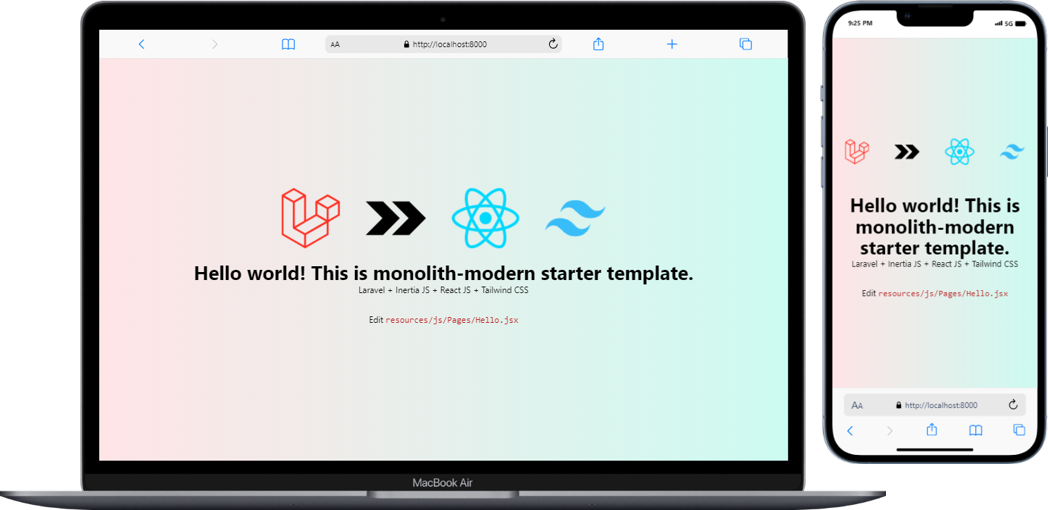 AA http://localhost:8000
Hello world! This is monolith-modern starter template.
Laravel + Inertia JS + React JS + Tailwind CSS
Edit resources/js/Pages/Hello.jsx
MacBook Air
9:25 PM 5G
Hello world! This is
monolith-modern
starter template.
Laravel + Inertia JS + React JS + Tailwind CSS
Edit resources/js/Pages/Hello.jsx
AA http://localhost:8000